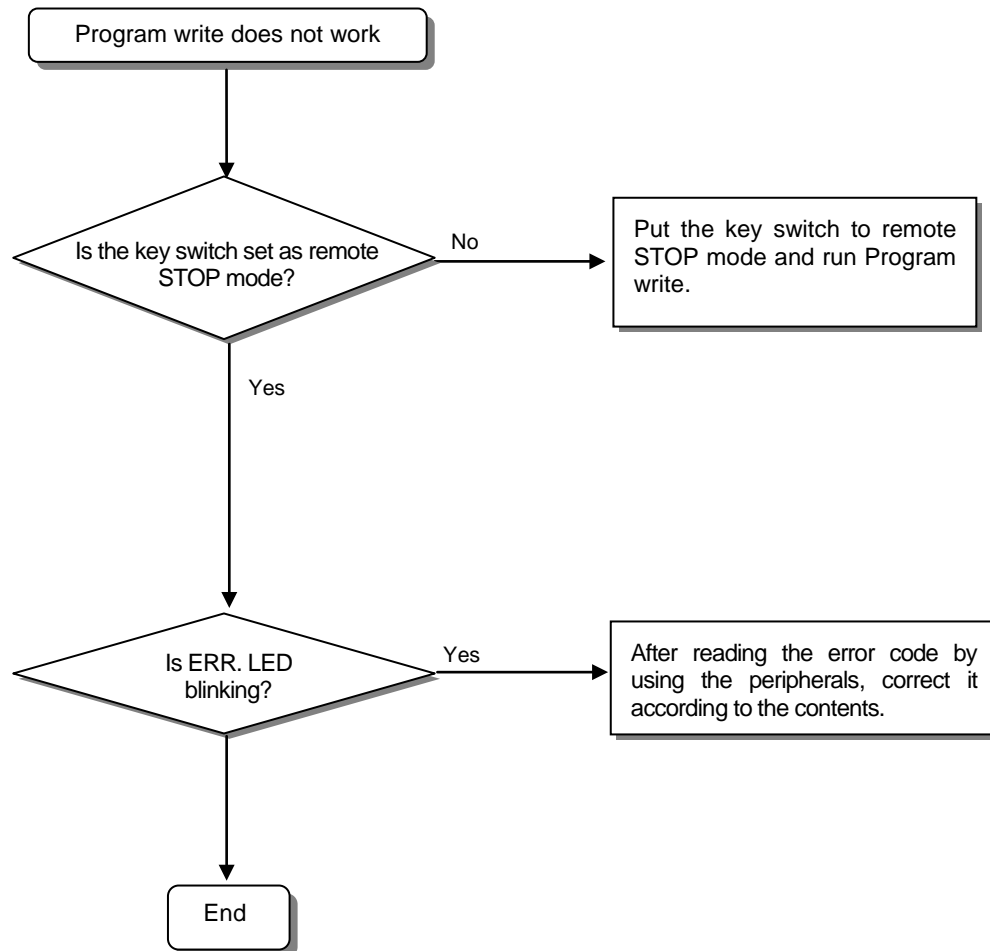 Program write does not work
Is the key switch set as remote
STOP mode?
No
Put the key switch to remote
STOP mode and run Program
write.
Yes
Is ERR. LED
blinking?
Yes
After reading the error code by
using the peripherals, correct it
according to the contents.
End